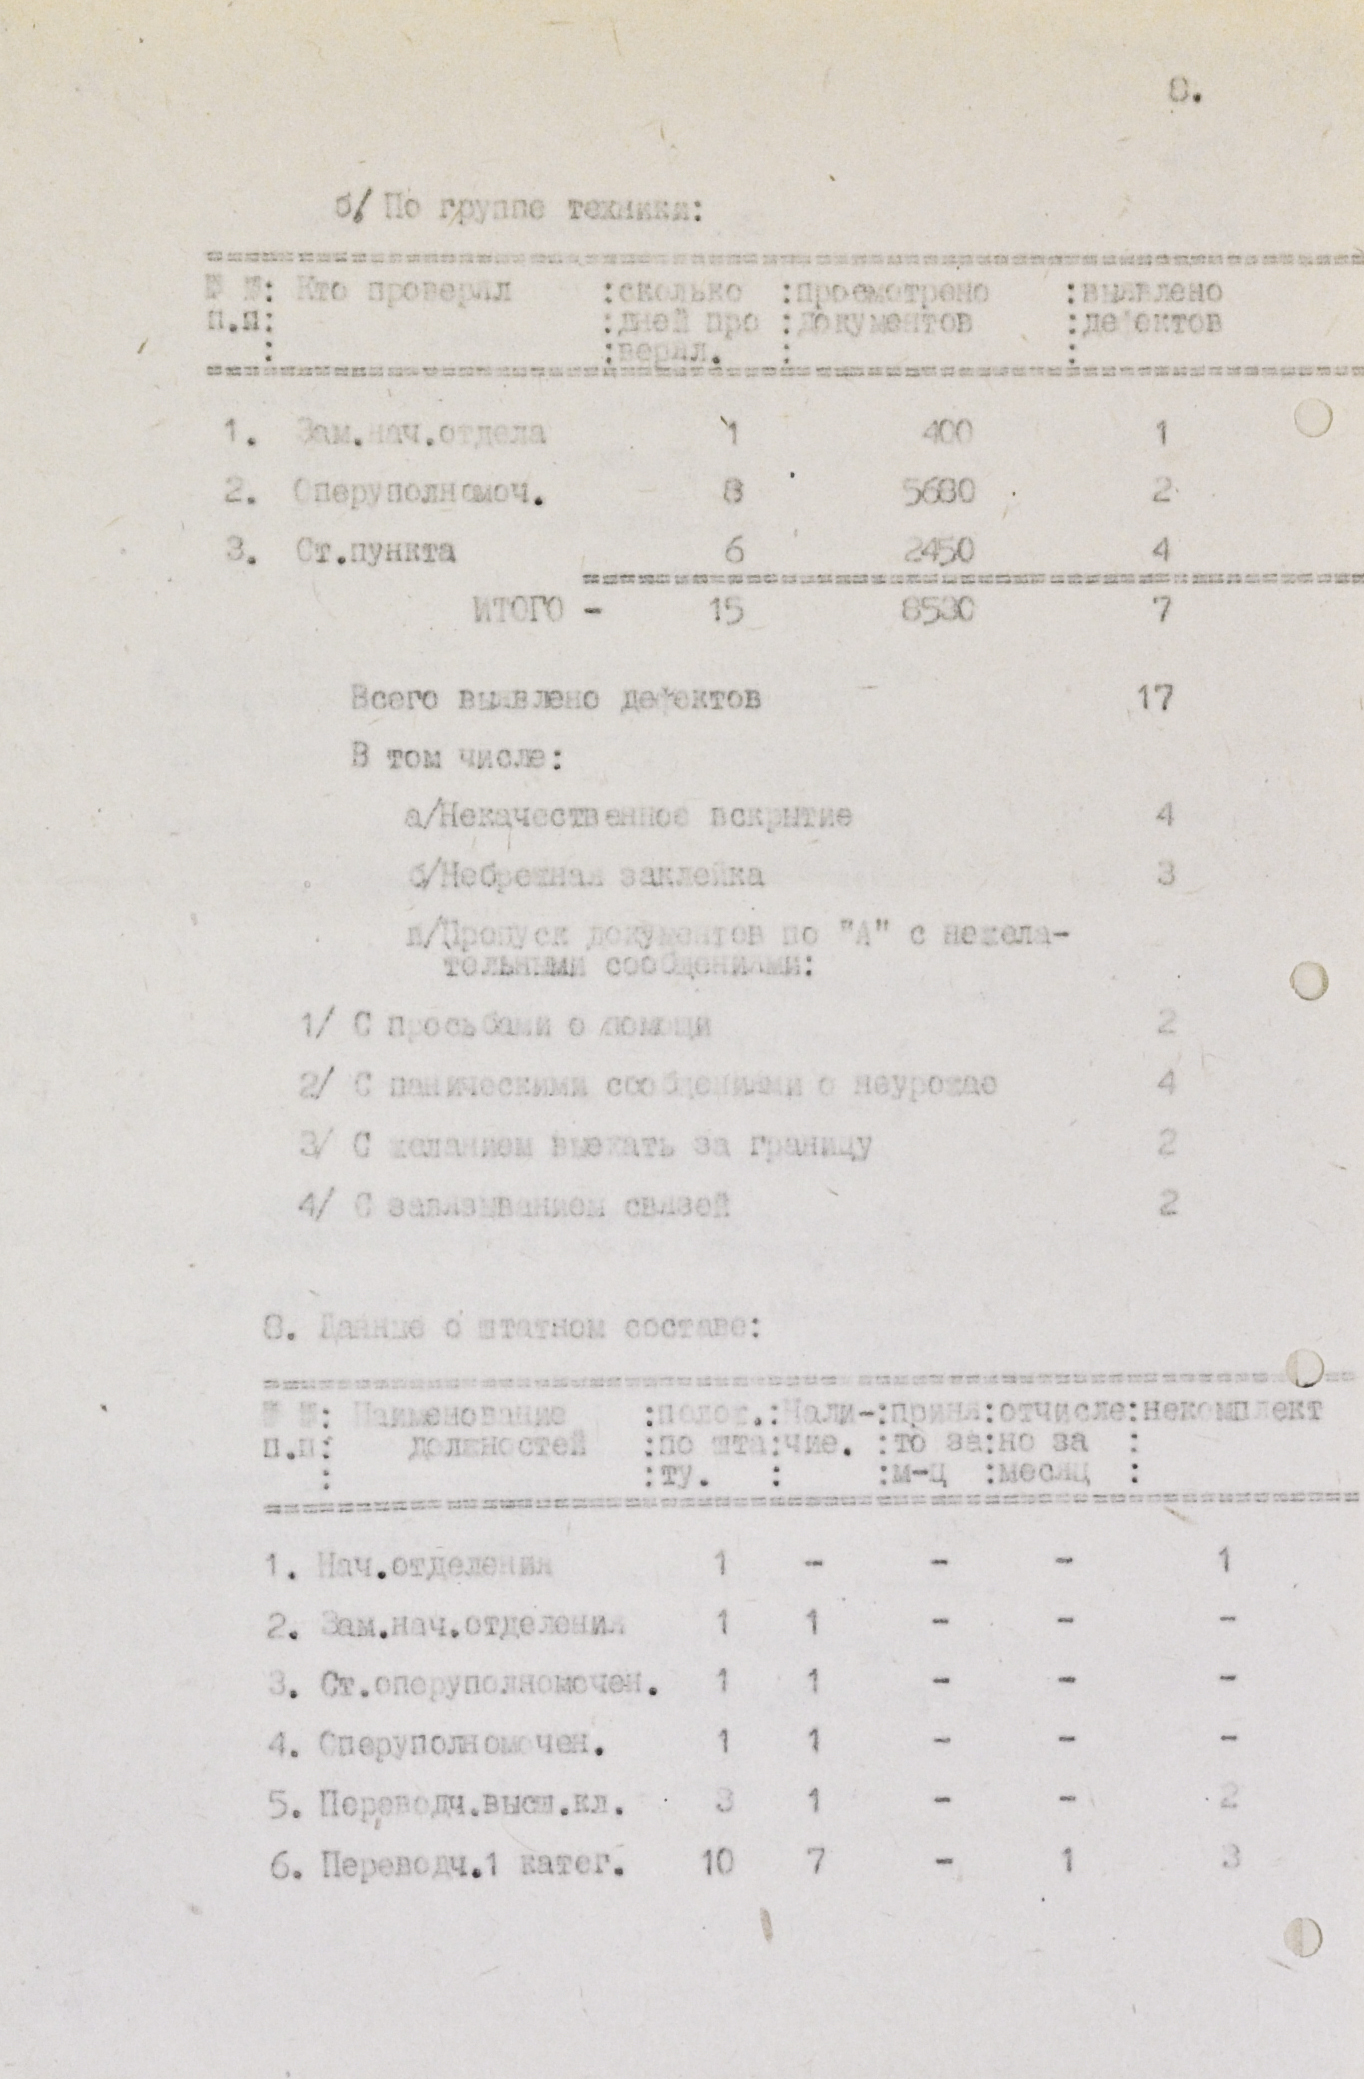 8.
б/ По группе техники:
№ №: Кто проверял :сколько :просмотрено :выявлено
п.п: :дней про :документов :дефектов
: :верял. : :
1. Зам.нач.отдела 1 400 1
2. Оперуполномоч. 8 5680 2
3. Ст.пункта 6 2450 4
ИТОГО - 15 8530 7
Всего выявлено дефектов 17
В том числе:
а/Некачественное вскрытие 4
б/Небрежная заклейка 3
в/Пропуск документов по "А" с нежела-
тельными сообщениями:
1/ С просьбами о помощи 2
2/ С паническими сообщениями о неурожае 4
3/ С желанием выехать за границу 2
4/ С завязыванием связей 2
8. Данные о штатном составе:
№ №: Наименование :полог.:Нали-:приня:отчисле:некомплект
п.п: должностей :по шта:чие. :то за:но за :
: :ту. : :м-ц :месяц :
1. Нач.отделения 1 - - - 1
2. Зам.нач.отделения 1 1 - - -
3. Ст.оперуполномочен. 1 1 - - -
4. Оперуполномочен. 1 1 - - -
5. Переводч.высш.кл. 3 1 - - 2
6. Переводч.1 катег. 10 7 - 1 3